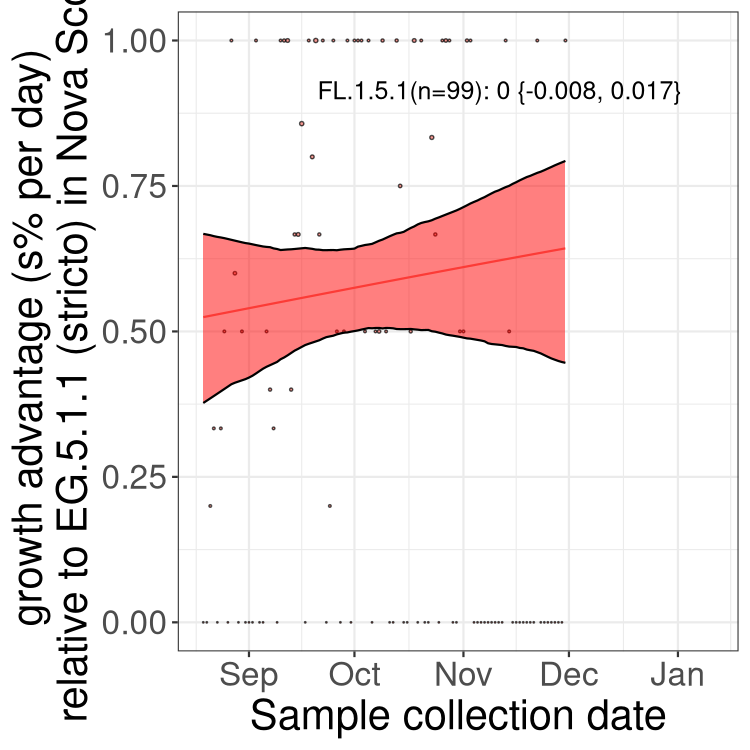 growth advantage (s% per day)
relative to EG.5.1.1 (stricto) in Nova Sco
1.00
0.75
0.50
0.25
0.00
FL.1.5.1(n=99): 0 {-0.008, 0.017}
Sep Oct Nov Dec Jan
Sample collection date